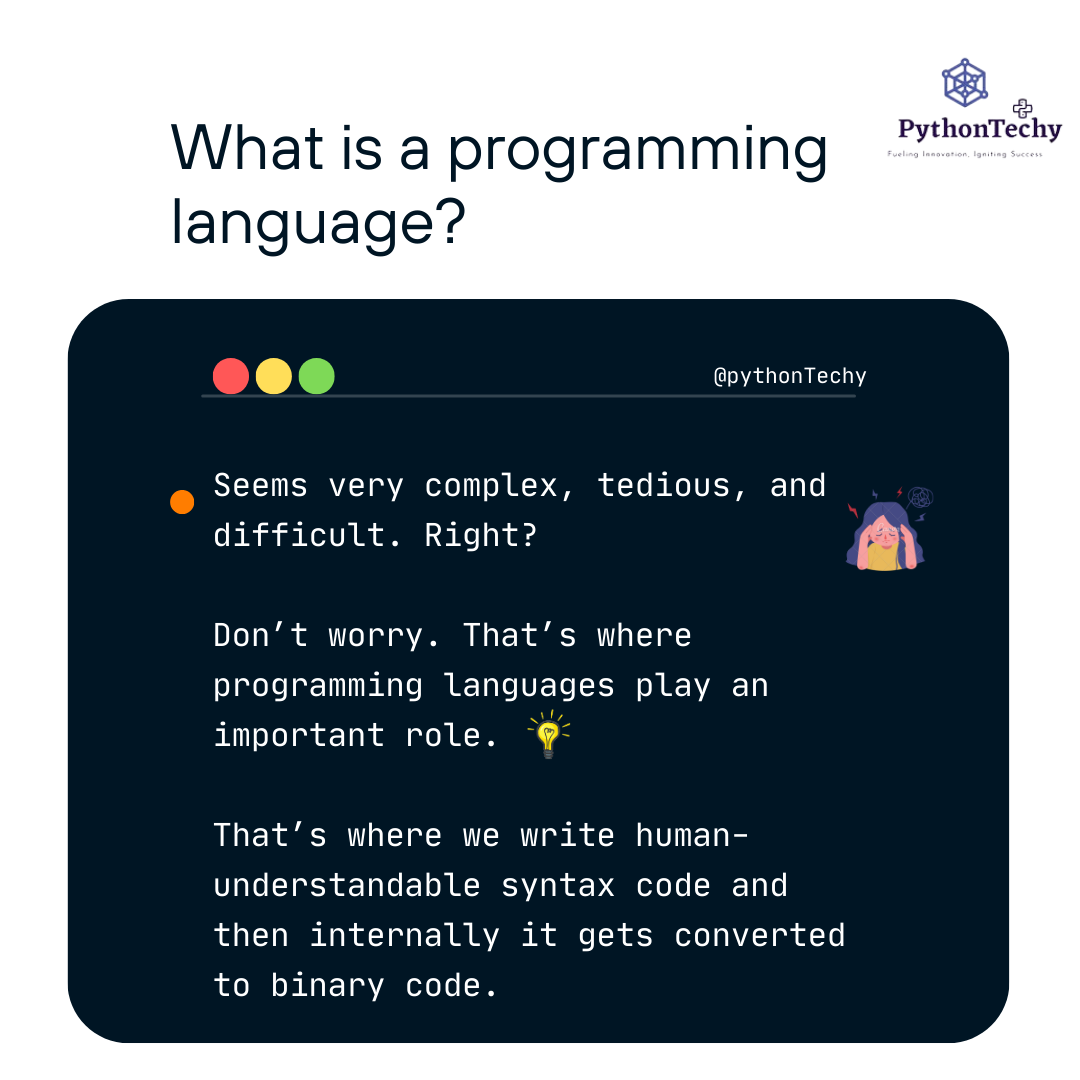 PythonTechy
Fueling Innovation, Igniting Success
What is a programming
language?
@pythonTechy
Seems very complex, tedious, and
difficult. Right?
Don’t worry. That’s where
programming languages play an
important role.
That’s where we write human-
understandable syntax code and
then internally it gets converted
to binary code.